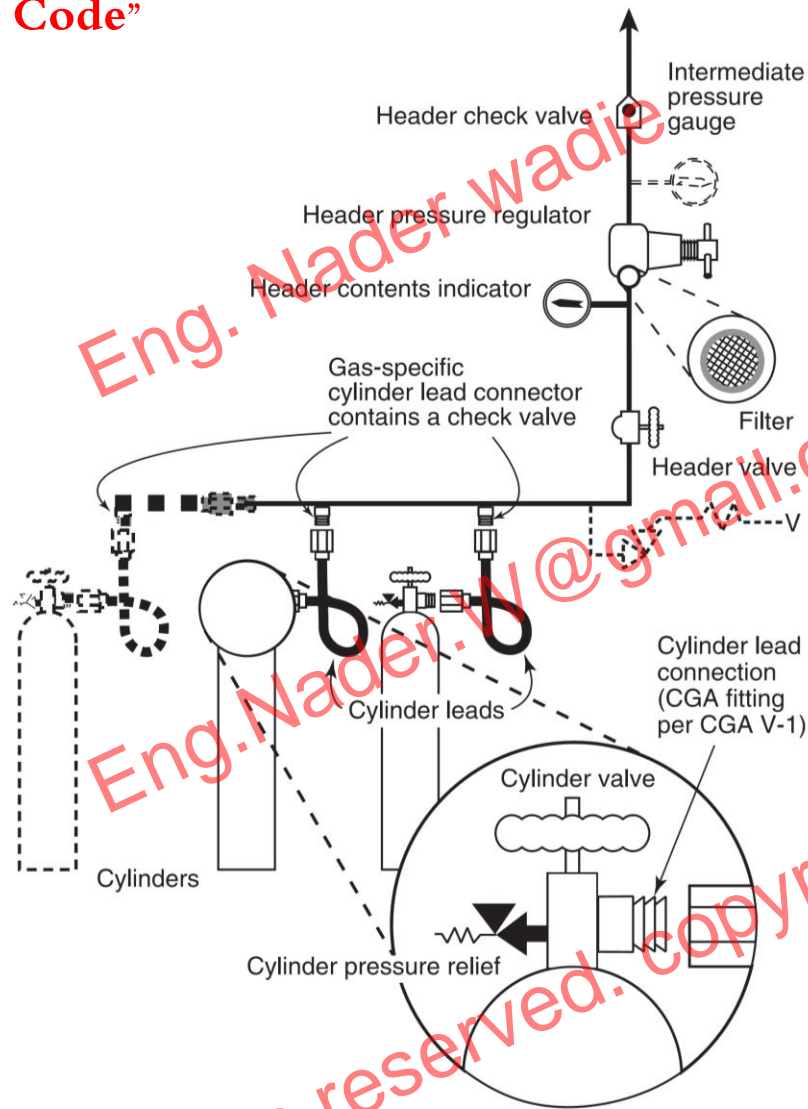 Code”
Intermediate
pressure
gauge
Header check valve
Header pressure regulator
Header contents indicator
Gas-specific
cylinder lead connector
contains a check valve
Filter
Header valve
V
Cylinder leads
Cylinder lead
connection
(CGA fitting
per CGA V-1)
Cylinder valve
Cylinders
Cylinder pressure relief
Eng. Nader wadie
Eng.Nader.W@gmail.c
reserved. copyr